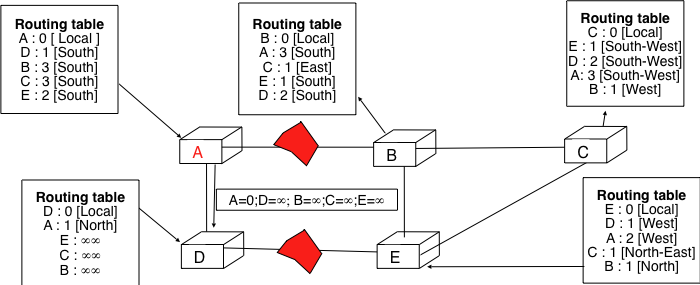 Routing table
A : 0 [ Local ]
D : 1 [South]
B : 3 [South]
C : 3 [South]
E : 2 [South]
Routing table
B : 0 [Local]
A : 3 [South]
C : 1 [East]
E : 1 [South]
D : 2 [South]
Routing table
C : 0 [Local]
E : 1 [South-West]
D : 2 [South-West]
A: 3 [South-West]
B : 1 [West]
A
B
C
A=0;D=∞; B=∞;C=∞;E=∞
Routing table
D : 0 [Local]
A : 1 [North]
E : ∞∞
C : ∞∞
B : ∞∞
D
E
Routing table
E : 0 [Local]
D : 1 [West]
A : 2 [West]
C : 1 [North-East]
B : 1 [North]